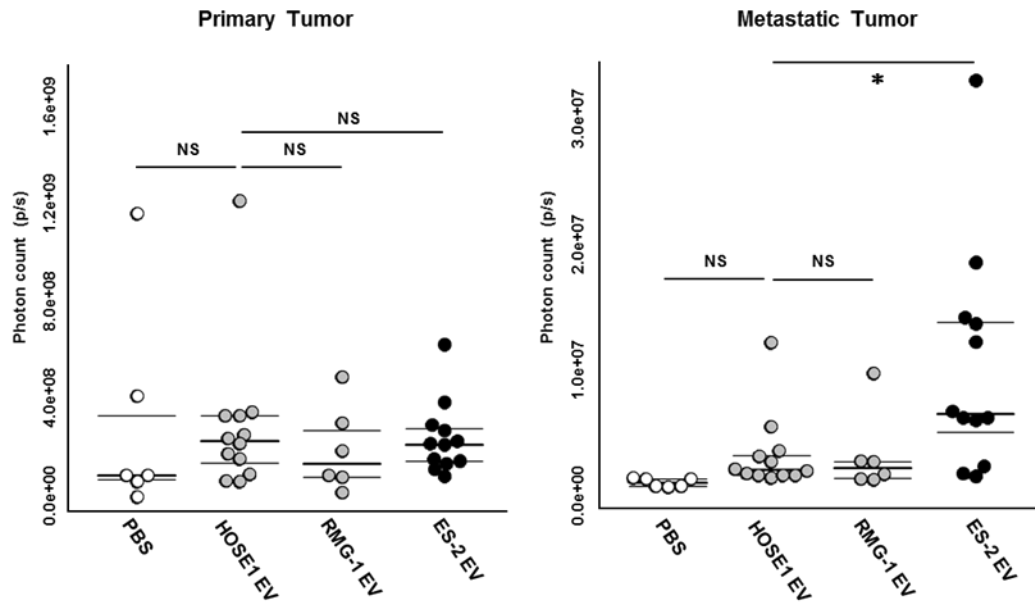 Primary Tumor
Photon count (p/s)
1.6e+09
1.2e+09
8.0e+08
4.0e+08
0.0e+00
NS
NS
NS
PBS
HOSE1 EV
RMG-1 EV
ES-2 EV
Metastatic Tumor
Photon count (p/s)
3.0e+07
2.0e+07
1.0e+07
0.0e+00
*
NS
NS
PBS
HOSE1 EV
RMG-1 EV
ES-2 EV